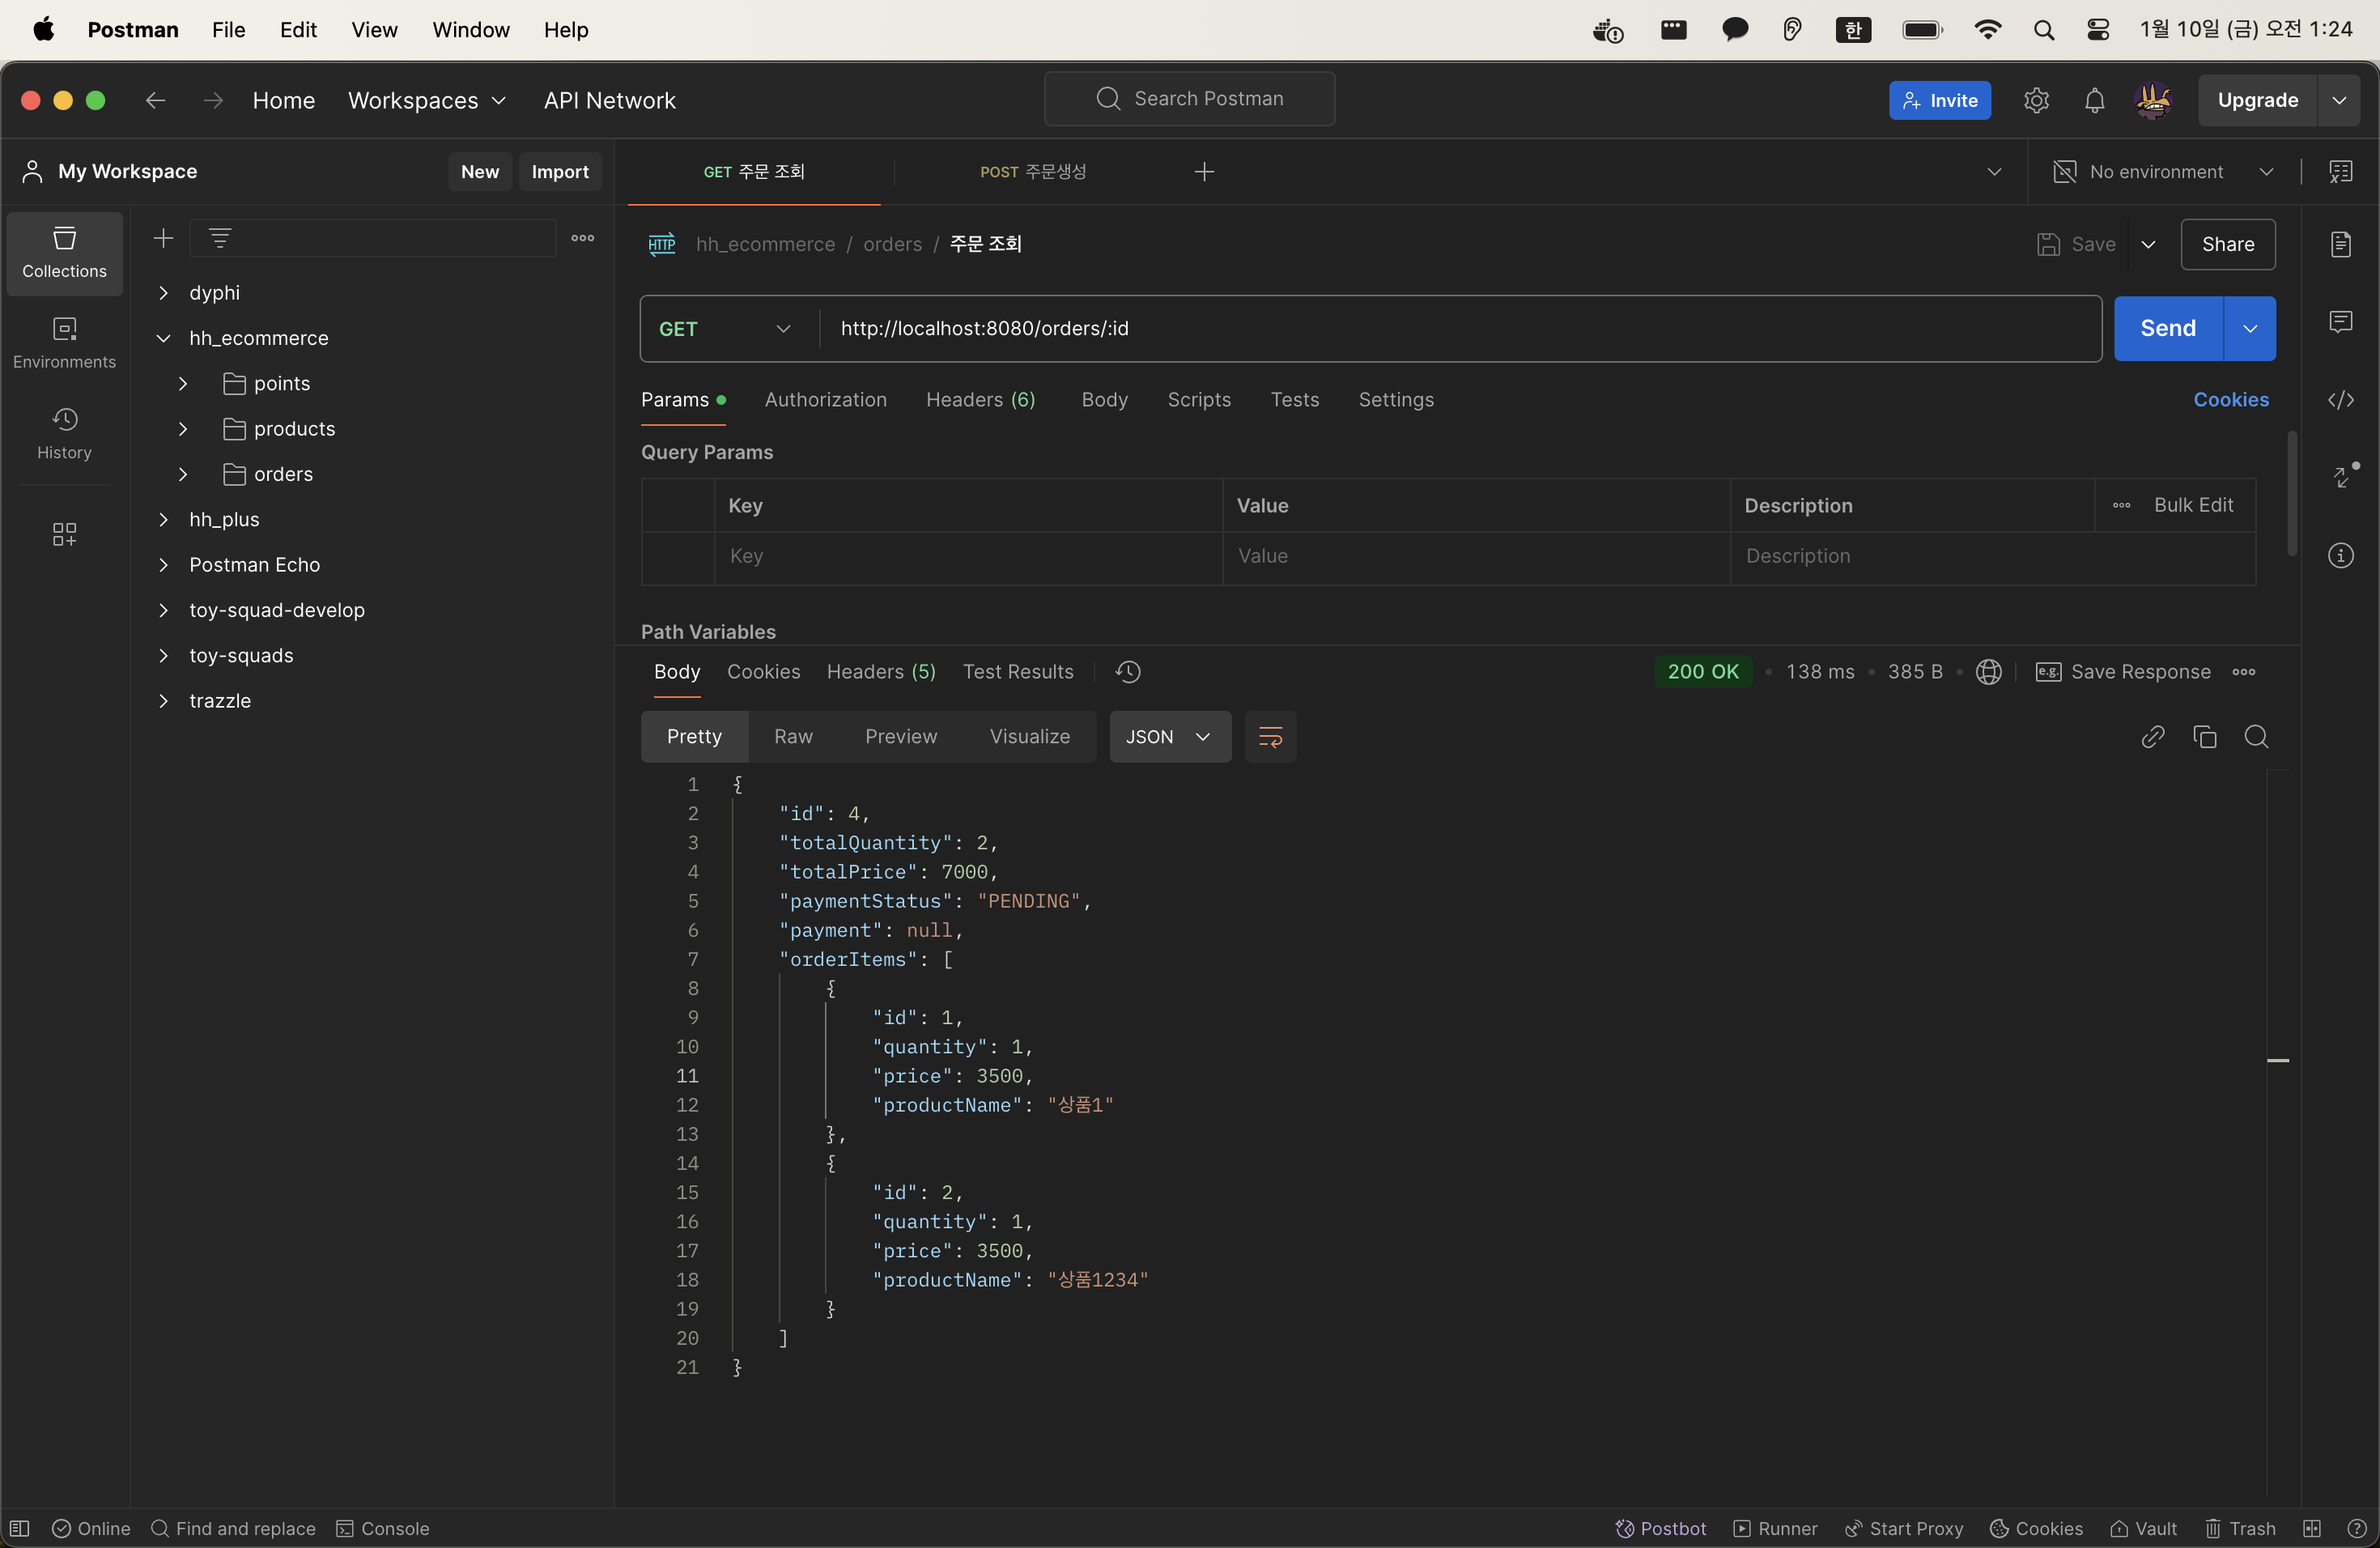 Postman File Edit View Window Help
한
1월 10일 (금) 오전 1:24
Home Workspaces API Network
Search Postman
Invite
Upgrade
My Workspace
New Import
GET 주문 조회
POST 주문생성
No environment
Collections
Environments
History
dyphi
hh_ecommerce
points
products
orders
hh_plus
Postman Echo
toy-squad-develop
toy-squads
trazzle
HTTP hh_ecommerce / orders / 주문 조회
Save
Share
GET http://localhost:8080/orders/:id
Send
Params Authorization Headers (6) Body Scripts Tests Settings
Cookies
Query Params
Key Value Description Bulk Edit
Key Value Description
Path Variables
Body Cookies Headers (5) Test Results
200 OK • 138 ms • 385 B •
e.g. Save Response
Pretty Raw Preview Visualize JSON
1 {
2 "id": 4,
3 "totalQuantity": 2,
4 "totalPrice": 7000,
5 "paymentStatus": "PENDING",
6 "payment": null,
7 "orderItems": [
8 {
9 "id": 1,
10 "quantity": 1,
11 "price": 3500,
12 "productName": "상품1"
13 },
14 {
15 "id": 2,
16 "quantity": 1,
17 "price": 3500,
18 "productName": "상품1234"
19 }
20 ]
21 }
Online Find and replace Console
Postbot Runner Start Proxy Cookies Vault Trash